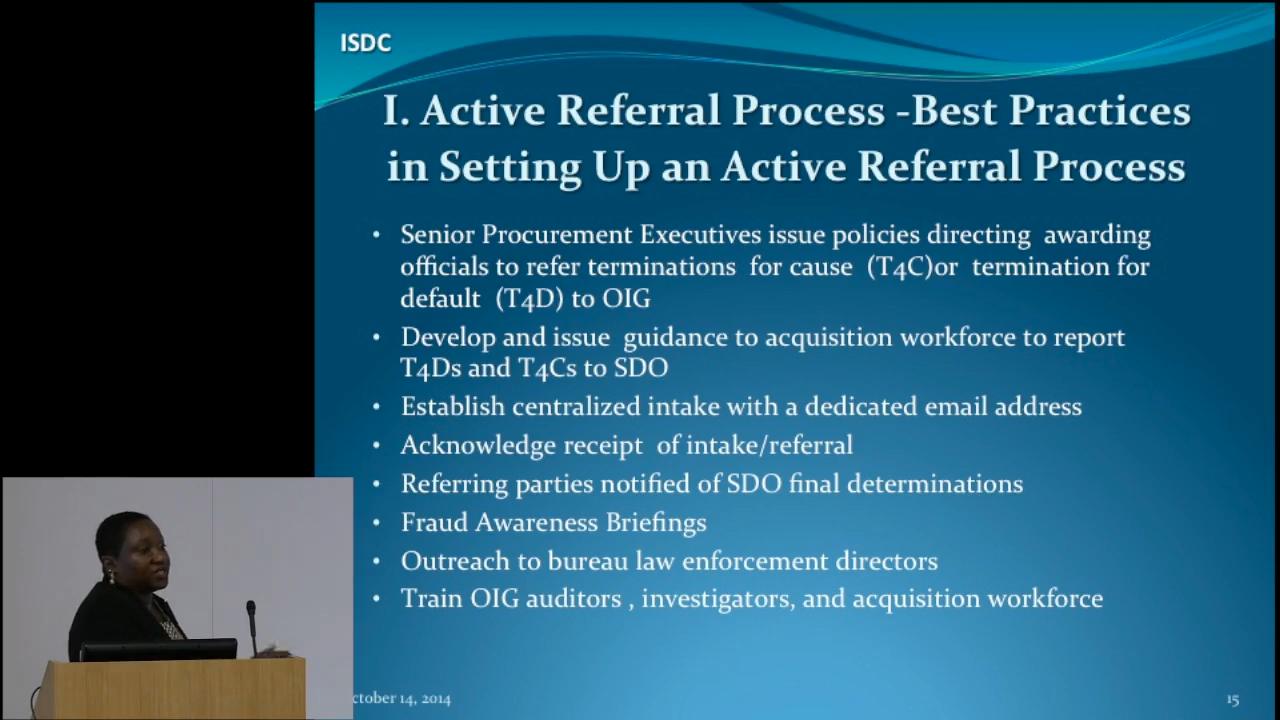 ISDC
I. Active Referral Process -Best Practices
in Setting Up an Active Referral Process
• Senior Procurement Executives issue policies directing awarding
officials to refer terminations for cause (T4C)or termination for
default (T4D) to OIG
• Develop and issue guidance to acquisition workforce to report
T4Ds and T4Cs to SDO
• Establish centralized intake with a dedicated email address
• Acknowledge receipt of intake/referral
• Referring parties notified of SDO final determinations
• Fraud Awareness Briefings
• Outreach to bureau law enforcement directors
• Train OIG auditors , investigators, and acquisition workforce
ctober 14, 2014
15